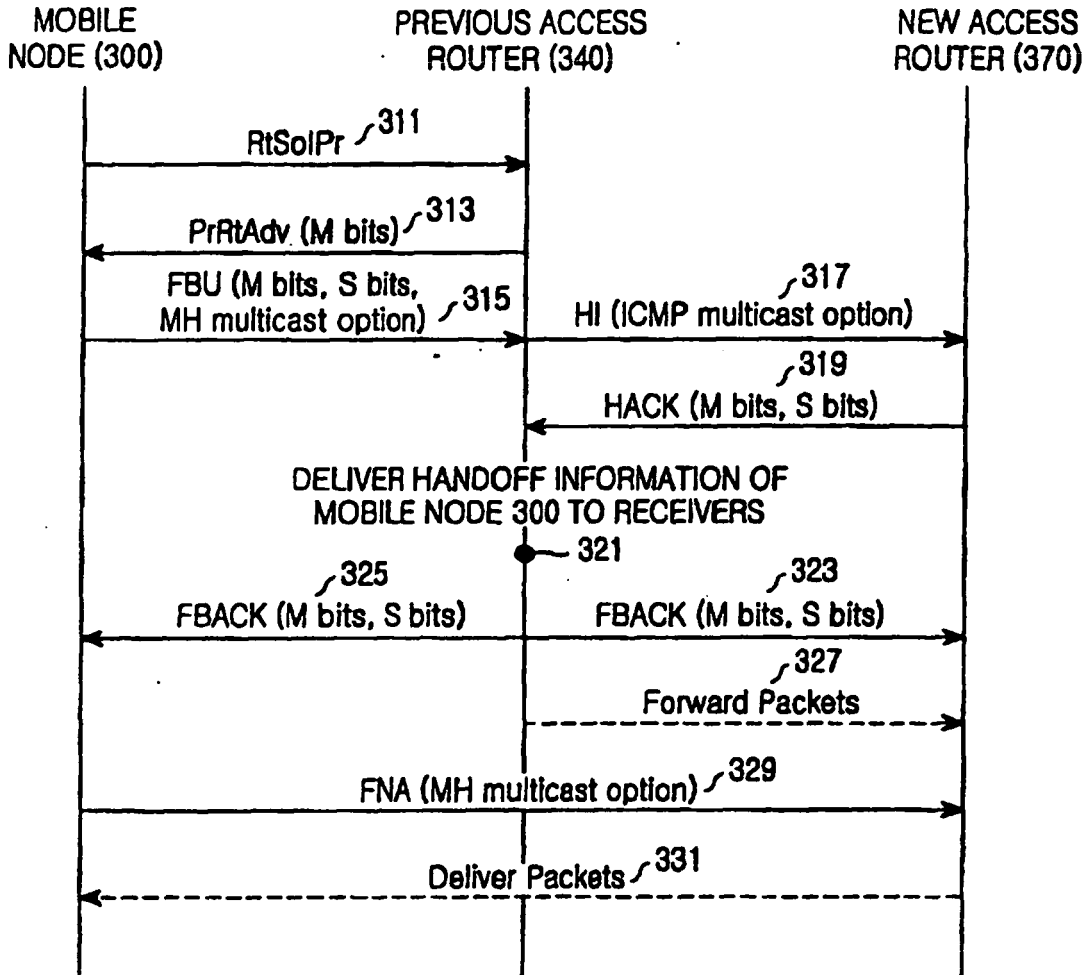 MOBILE
NODE (300)
PREVIOUS ACCESS
ROUTER (340)
NEW ACCESS
ROUTER (370)
RtSolPr 311
PrRtAdv (M bits) 313
FBU (M bits, S bits,
MH multicast option) 315
317
HI (ICMP multicast option)
319
HACK (M bits, S bits)
DELIVER HANDOFF INFORMATION OF
MOBILE NODE 300 TO RECEIVERS
321
325
FBACK (M bits, S bits)
323
FBACK (M bits, S bits)
327
Forward Packets
FNA (MH multicast option) 329
Deliver Packets 331